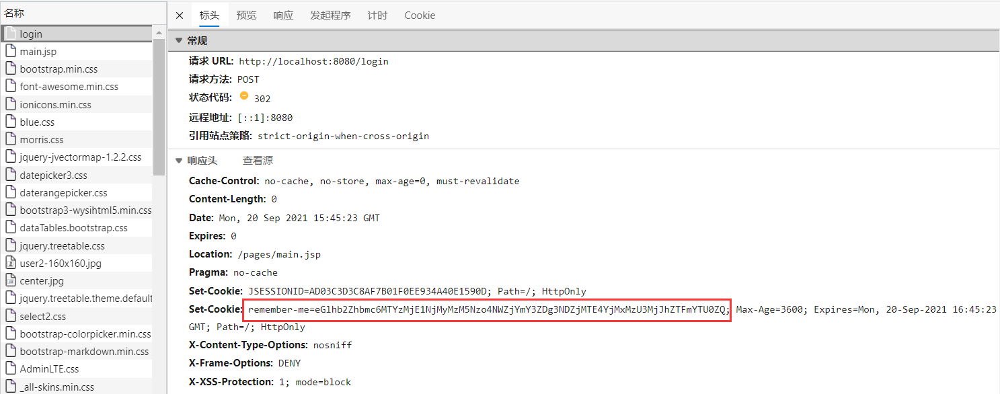 名称
login
main.jsp
bootstrap.min.css
font-awesome.min.css
ionicons.min.css
blue.css
morris.css
jquery-jvectormap-1.2.2.css
datepicker3.css
daterangepicker.css
bootstrap3-wysihtml5.min.css
dataTables.bootstrap.css
jquery.treetable.css
user2-160x160.jpg
center.jpg
jquery.treetable.theme.default
select2.css
bootstrap-colorpicker.min.css
bootstrap-markdown.min.css
AdminLTE.css
_all-skins.min.css
标头 预览 响应 发起程序 计时 Cookie
常规
请求 URL: http://localhost:8080/login
请求方法: POST
状态代码: 302
远程地址: [::1]:8080
引用站点策略: strict-origin-when-cross-origin
响应头 查看源
Cache-Control: no-cache, no-store, max-age=0, must-revalidate
Content-Length: 0
Date: Mon, 20 Sep 2021 15:45:23 GMT
Expires: 0
Location: /pages/main.jsp
Pragma: no-cache
Set-Cookie: JSESSIONID=AD03C3D3C8AF7B01F0EE934A40E1590D; Path=/; HttpOnly
Set-Cookie: remember-me=eGlhb2Zhbmc6MTYzMjE1NjMyMzM5Nzo4NWZjYmY3ZDg3NDZjMTE4YjMxMzU3MjJhZTFmYTU0ZQ; Max-Age=3600; Expires=Mon, 20-Sep-2021 16:45:23
GMT; Path=/; HttpOnly
X-Content-Type-Options: nosniff
X-Frame-Options: DENY
X-XSS-Protection: 1; mode=block